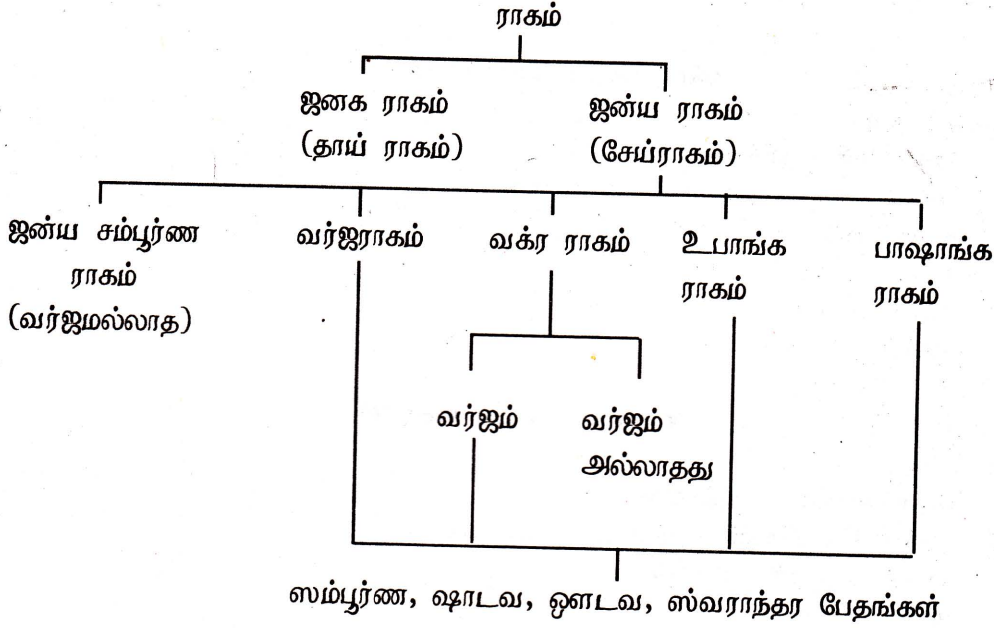 ராகம்
ஜனக ராகம்
(தாய் ராகம்)
ஜன்ய ராகம்
(சேய்ராகம்)
ஜன்ய சம்பூர்ண
ராகம்
(வர்ஜமல்லாத)
வர்ஜராகம்
வக்ர ராகம்
உபாங்க
ராகம்
பாஷாங்க
ராகம்
வர்ஜம்
வர்ஜம்
அல்லாதது
ஸம்பூர்ண, ஷாடவ, ஔடவ, ஸ்வராந்தர பேதங்கள்